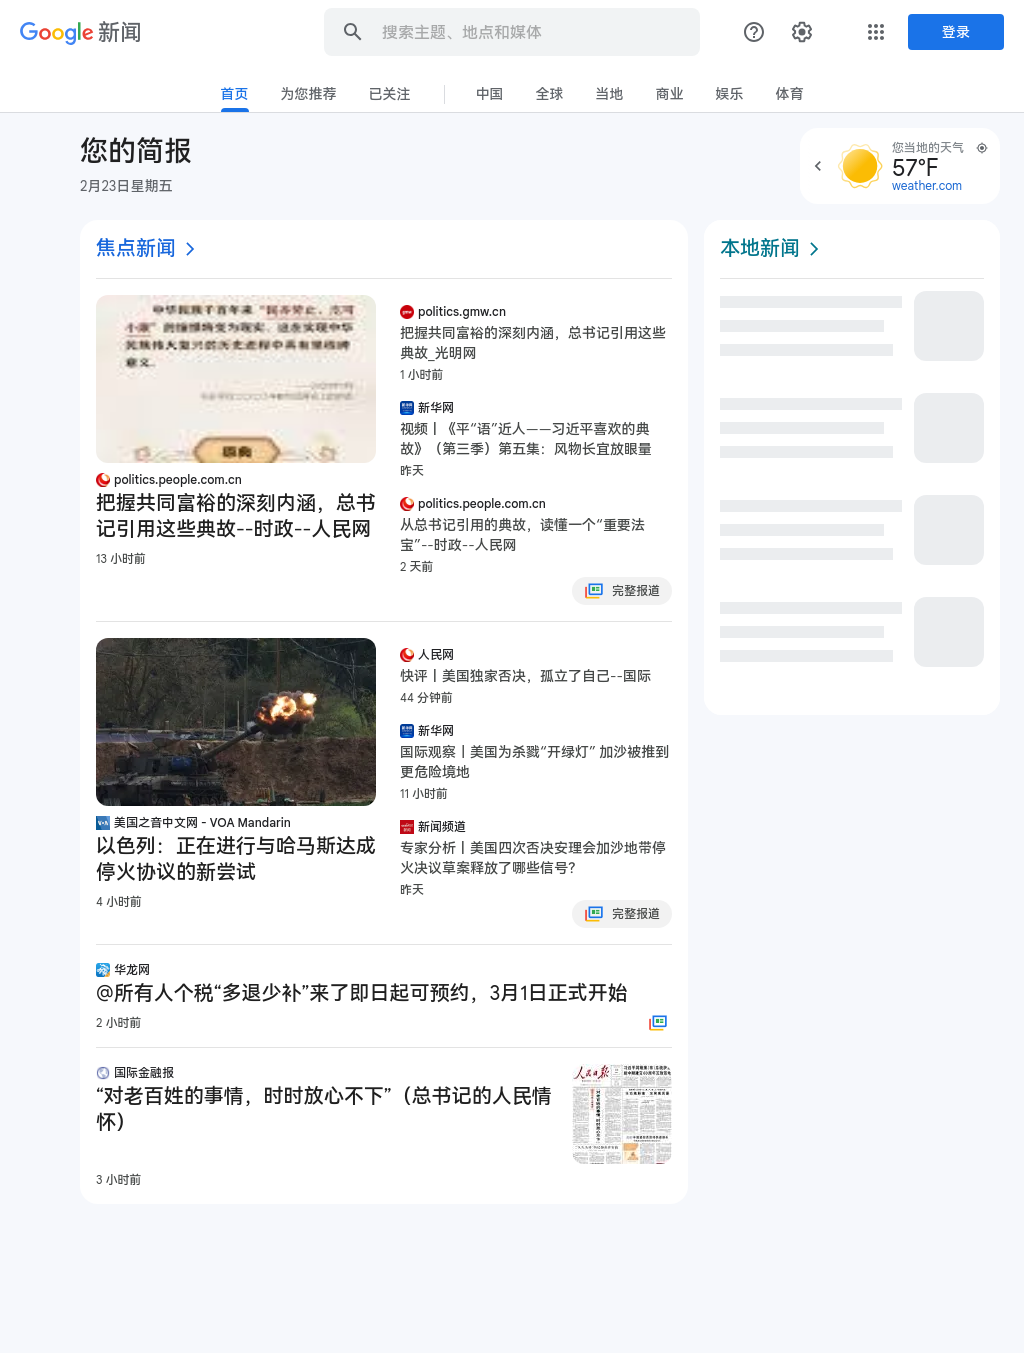 Google 新闻
搜索主题、地点和媒体
登录
首页
为您推荐
已关注
中国
全球
当地
商业
娱乐
体育
您的简报
2月23日星期五
您当地的天气
57°F
weather.com
焦点新闻
politics.people.com.cn
把握共同富裕的深刻内涵，总书
记引用这些典故--时政--人民网
13 小时前
politics.gmw.cn
把握共同富裕的深刻内涵，总书记引用这些
典故_光明网
1 小时前
新华网
视频丨《平“语”近人——习近平喜欢的典
故》（第三季）第五集：风物长宜放眼量
昨天
politics.people.com.cn
从总书记引用的典故，读懂一个“重要法
宝”--时政--人民网
2 天前
完整报道
美国之音中文网 - VOA Mandarin
以色列：正在进行与哈马斯达成
停火协议的新尝试
4 小时前
人民网
快评丨美国独家否决，孤立了自己--国际
44 分钟前
新华网
国际观察丨美国为杀戮“开绿灯” 加沙被推到
更危险境地
11 小时前
新闻频道
专家分析丨美国四次否决安理会加沙地带停
火决议草案释放了哪些信号？
昨天
完整报道
华龙网
@所有人个税“多退少补”来了即日起可预约，3月1日正式开始
2 小时前
国际金融报
“对老百姓的事情，时时放心不下”（总书记的人民情
怀）
3 小时前
人民日报
本地新闻